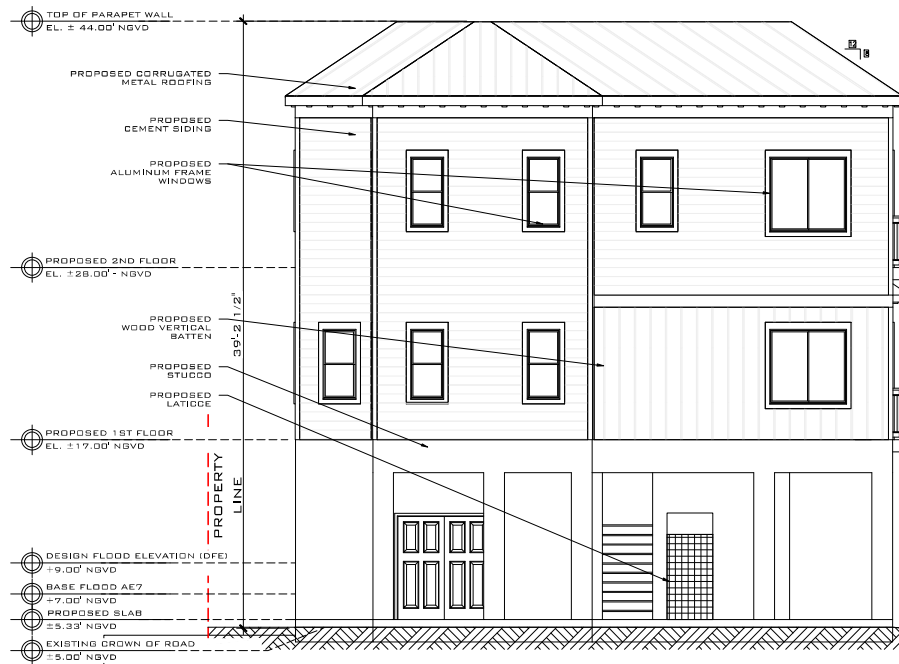 TOP OF PARAPET WALL
EL. ± 44.00' NGVD
PROPOSED CORRUGATED
METAL ROOFING
PROPOSED
CEMENT SIDING
PROPOSED
ALUMINUM FRAME
WINDOWS
PROPOSED 2ND FLOOR
EL. ±28.00' - NGVD
39'-2 1/2"
PROPOSED
WOOD VERTICAL
BATTEN
PROPOSED
STUCCO
PROPOSED
LATICCE
PROPOSED 1ST FLOOR
EL. ±17.00' NGVD
PROPERTY
LINE
DESIGN FLOOD ELEVATION (DFE)
+9.00' NGVD
BASE FLOOD AE7
+7.00' NGVD
PROPOSED SLAB
±5.33' NGVD
EXISTING CROWN OF ROAD
±5.00' NGVD